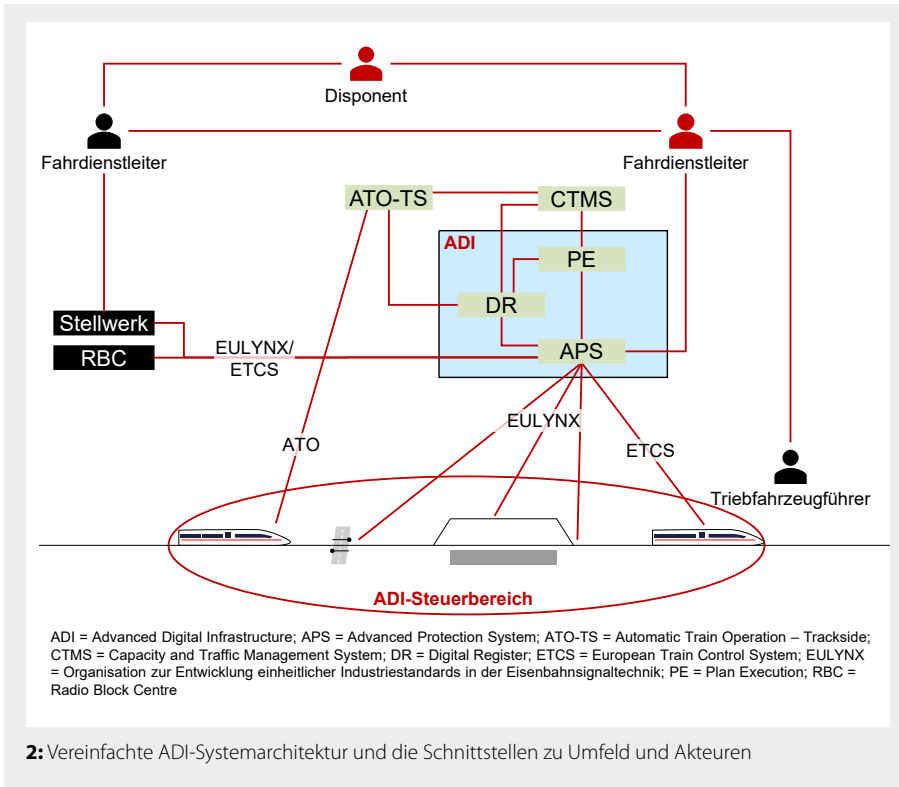 Disponent
Fahrdienstleiter
Fahrdienstleiter
ATO-TS
CTMS
ADI
PE
DR
Stellwerk
RBC
EULYNX/
ETCS
APS
EULYNX
ATO
ETCS
Triebfahrzeugführer
ADI-Steuerbereich
ADI = Advanced Digital Infrastructure; APS = Advanced Protection System; ATO-TS = Automatic Train Operation – Trackside;
CTMS = Capacity and Traffic Management System; DR = Digital Register; ETCS = European Train Control System; EULYNX
= Organisation zur Entwicklung einheitlicher Industriestandards in der Eisenbahnsignaltechnik; PE = Plan Execution; RBC =
Radio Block Centre
2: Vereinfachte ADI-Systemarchitektur und die Schnittstellen zu Umfeld und Akteuren